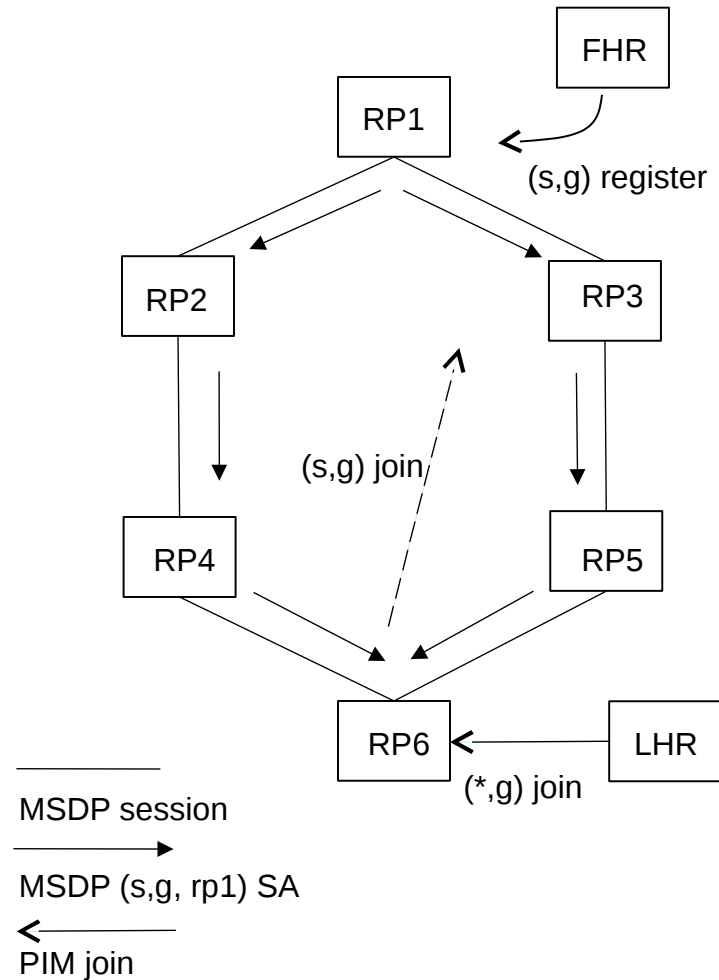 FHR
RP1
(s,g) register
RP2
RP3
(s,g) join
RP4
RP5
RP6
LHR
(*,g) join
MSDP session
MSDP (s,g, rp1) SA
PIM join